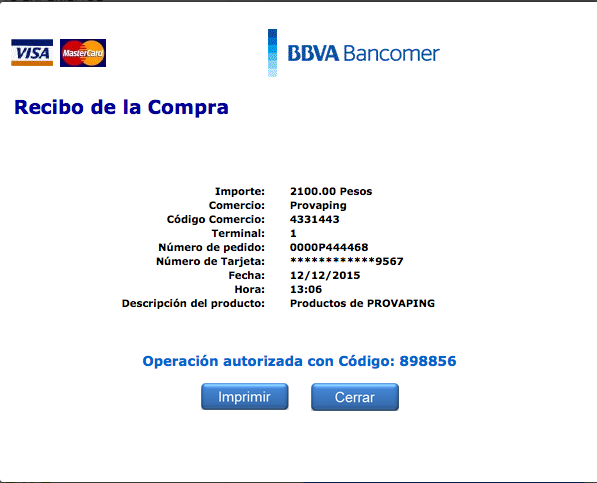 VISA MasterCard BBVA Bancomer
Recibo de la Compra
Importe: 2100.00 Pesos
Comercio: Provaping
Código Comercio: 4331443
Terminal: 1
Número de pedido: 0000P444468
Número de Tarjeta: ************9567
Fecha: 12/12/2015
Hora: 13:06
Descripción del producto: Productos de PROVAPING
Operación autorizada con Código: 898856
Imprimir Cerrar